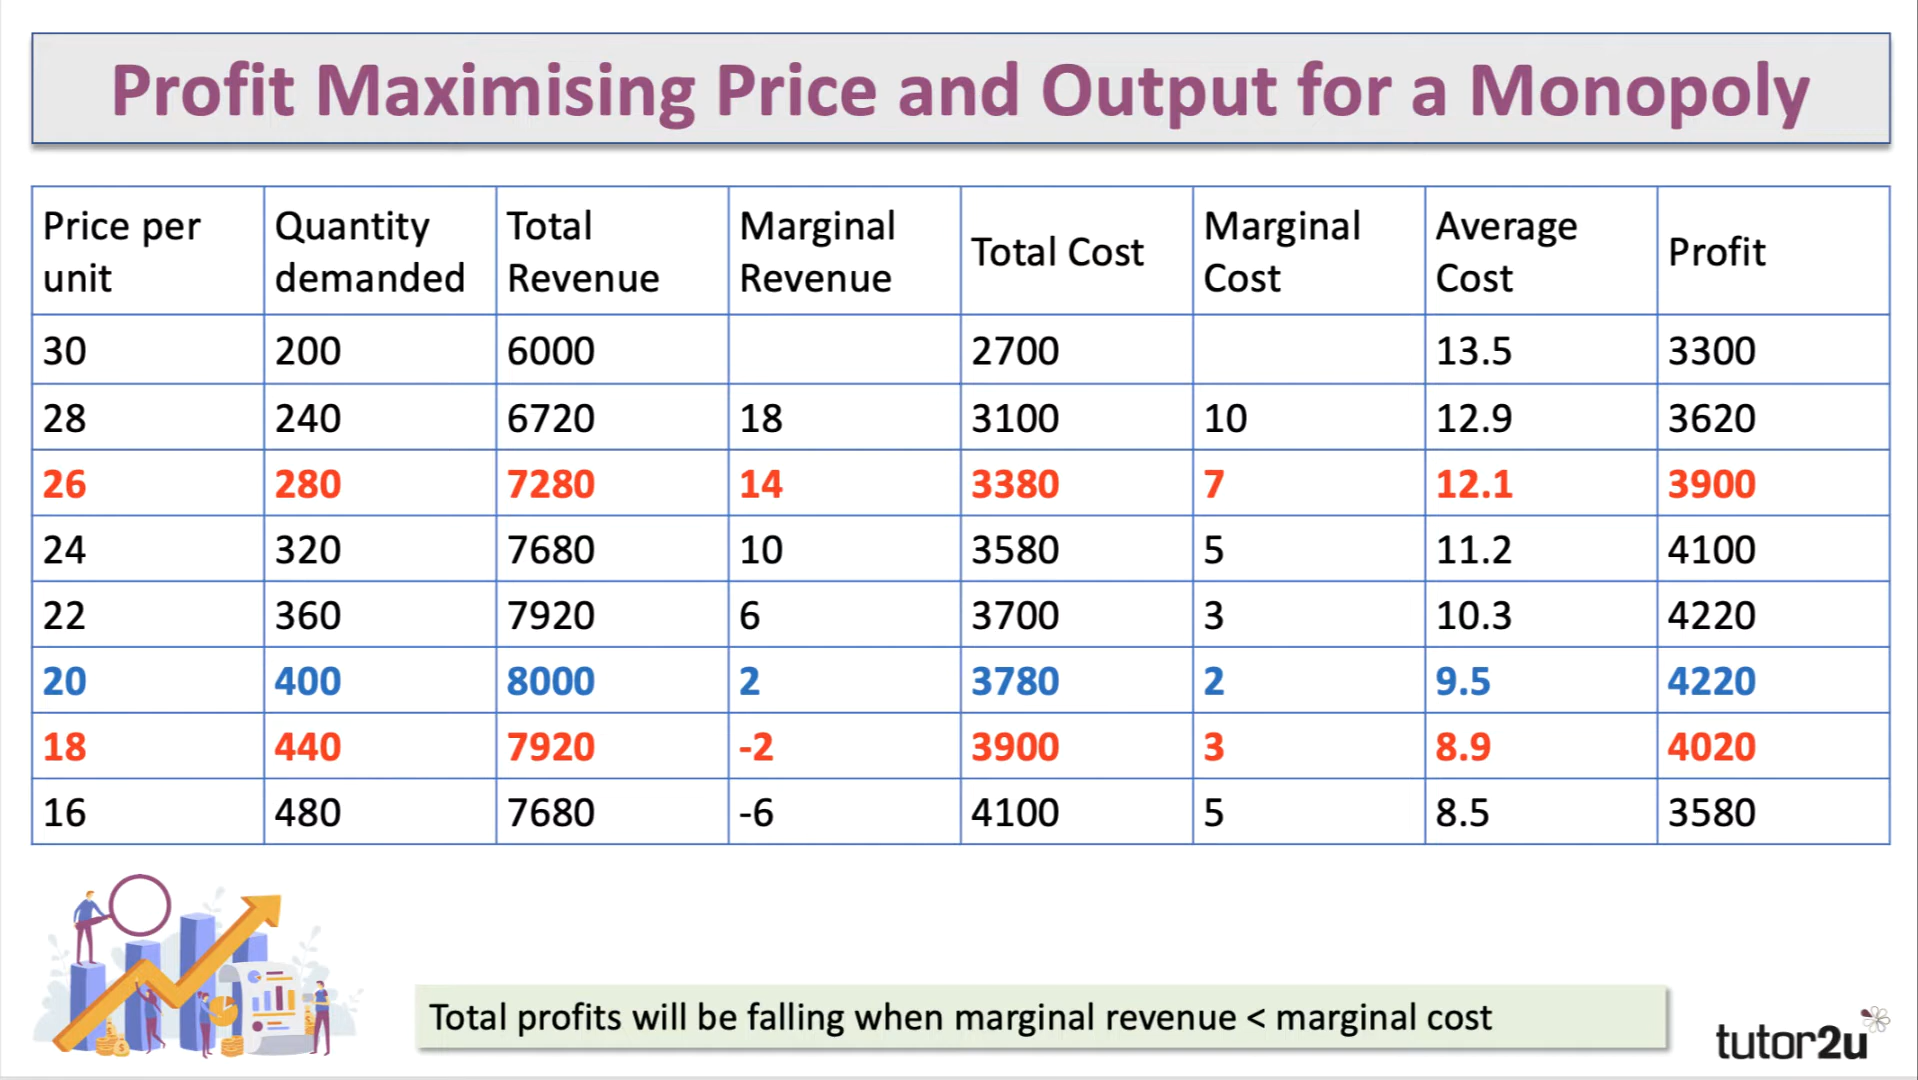 Profit Maximising Price and Output for a Monopoly
Price per unit Quantity demanded Total Revenue Marginal Revenue Total Cost Marginal Cost Average Cost Profit
30 200 6000 2700 13.5 3300
28 240 6720 18 3100 10 12.9 3620
26 280 7280 14 3380 7 12.1 3900
24 320 7680 10 3580 5 11.2 4100
22 360 7920 6 3700 3 10.3 4220
20 400 8000 2 3780 2 9.5 4220
18 440 7920 -2 3900 3 8.9 4020
16 480 7680 -6 4100 5 8.5 3580
Total profits will be falling when marginal revenue < marginal cost
tutor2u